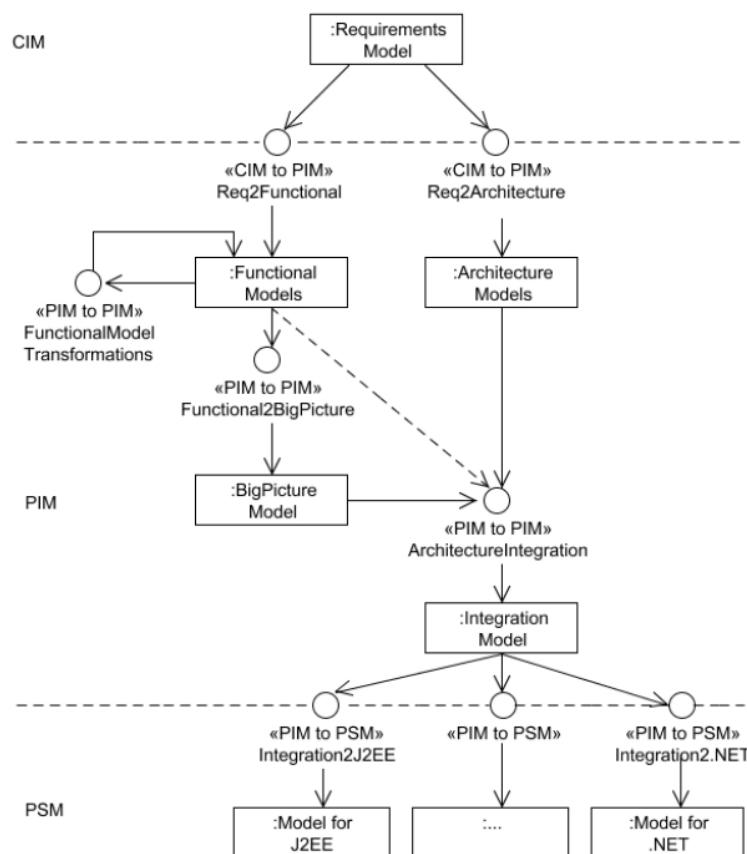 CIM
:Requirements
Model
«CIM to PIM»
Req2Functional
«CIM to PIM»
Req2Architecture
:Functional
Models
:Architecture
Models
«PIM to PIM»
FunctionalModel
Transformations
«PIM to PIM»
Functional2BigPicture
PIM
:BigPicture
Model
«PIM to PIM»
ArchitectureIntegration
:Integration
Model
«PIM to PSM»
Integration2J2EE
«PIM to PSM»
«PIM to PSM»
Integration2.NET
PSM
:Model for
J2EE
:...
:Model for
.NET